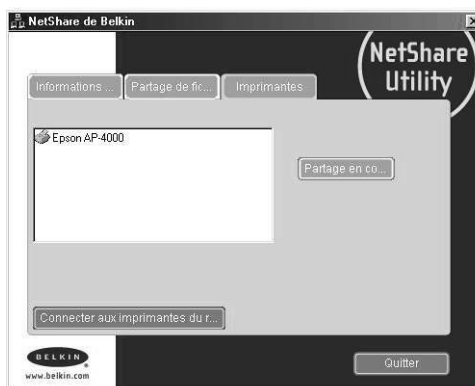 NetShare de Belkin
NetShare
Utility
Informations ...
Partage de fic...
Imprimantes
Epson AP-4000
Partage en co...
Connecter aux imprimantes du r...
BELKIN
www.belkin.com
Quitter